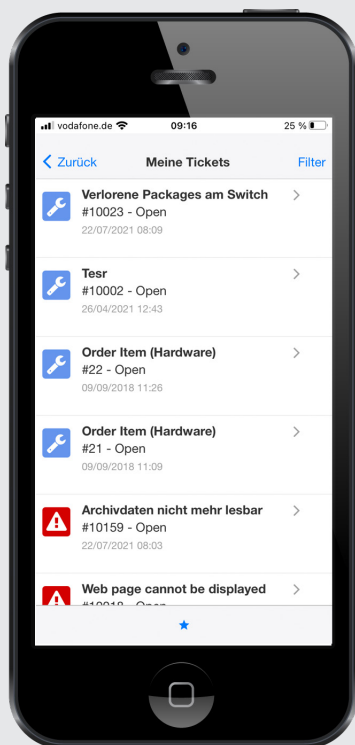 vodafone.de 09:16 25 %
Zurück Meine Tickets Filter
Verlorene Packages am Switch
#10023 - Open
22/07/2021 08:09
Tesr
#10002 - Open
26/04/2021 12:43
Order Item (Hardware)
#22 - Open
09/09/2018 11:26
Order Item (Hardware)
#21 - Open
09/09/2018 11:09
Archivdaten nicht mehr lesbar
#10159 - Open
22/07/2021 08:03
Web page cannot be displayed